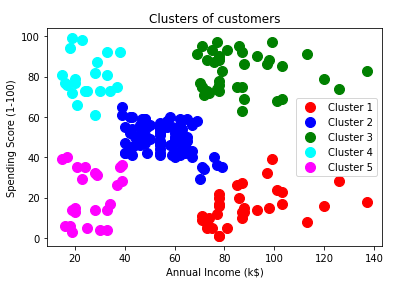 Clusters of customers
Spending Score (1-100)
100
80
60
40
20
0
Cluster 1
Cluster 2
Cluster 3
Cluster 4
Cluster 5
20 40 60 80 100 120 140
Annual Income (k$)